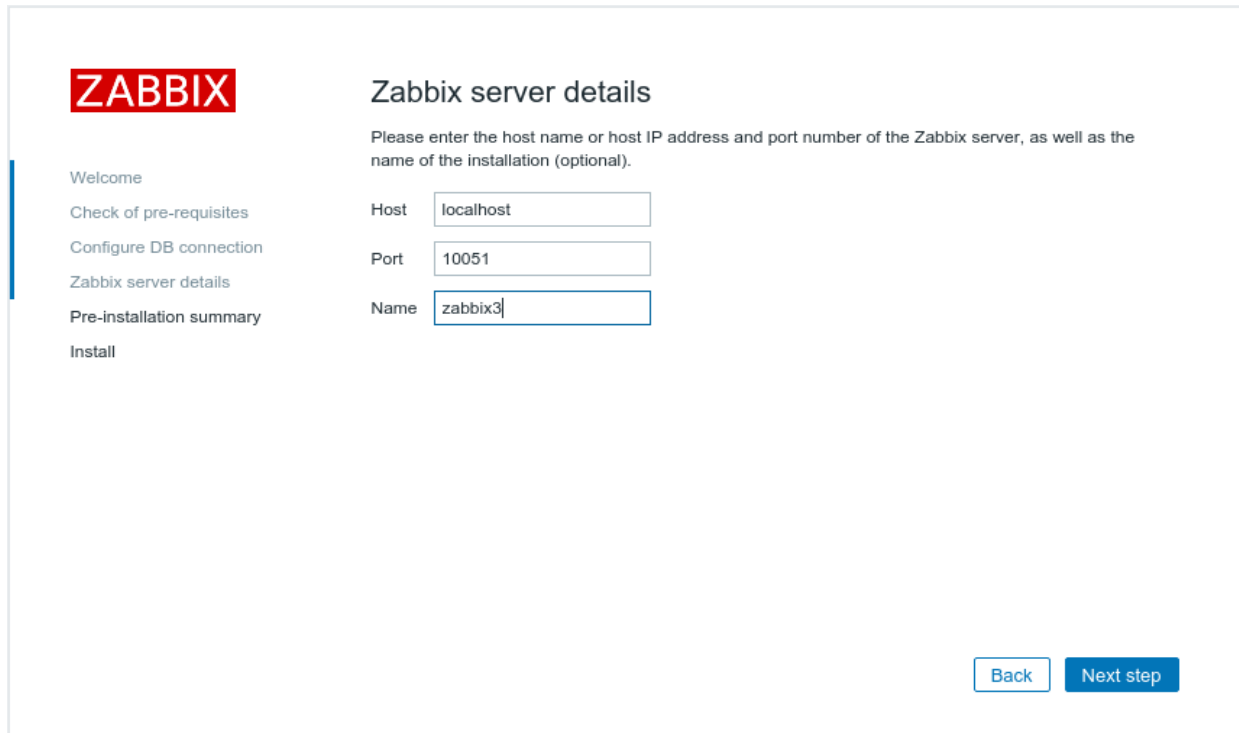 ZABBIX
Welcome
Check of pre-requisites
Configure DB connection
Zabbix server details
Pre-installation summary
Install
Zabbix server details
Please enter the host name or host IP address and port number of the Zabbix server, as well as the
name of the installation (optional).
Host localhost
Port 10051
Name zabbix3
Back Next step